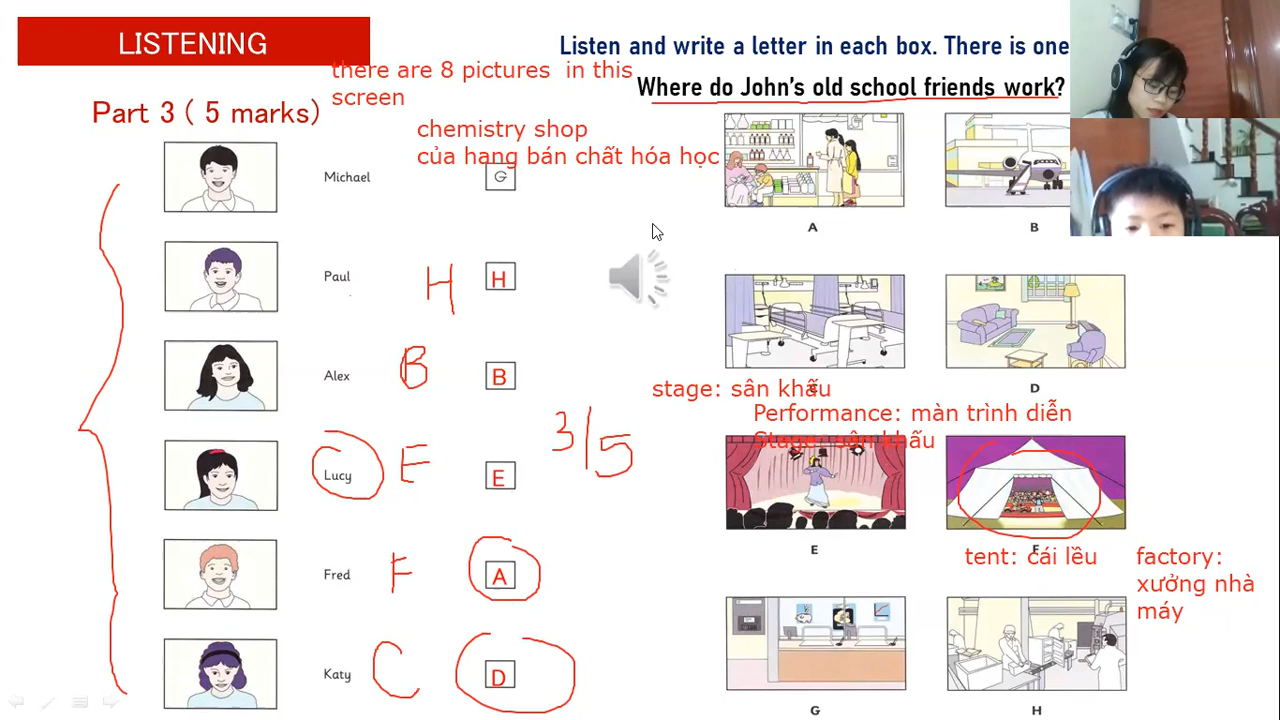 LISTENING
Listen and write a letter in each box. There is one
there are 8 pictures in this
screen
Where do John's old school friends work?
Part 3 ( 5 marks)
chemistry shop
của hang bán chất hóa học
Michael
G
A
B
Paul
H
H
Alex
B
B
D
stage: sân khấu
Performance: màn trình diễn
Stage: sân khấu
3/5
Lucy
E
E
E
F
tent: cái lều
factory:
xưởng nhà
máy
Fred
F
A
Katy
C
D
G
H